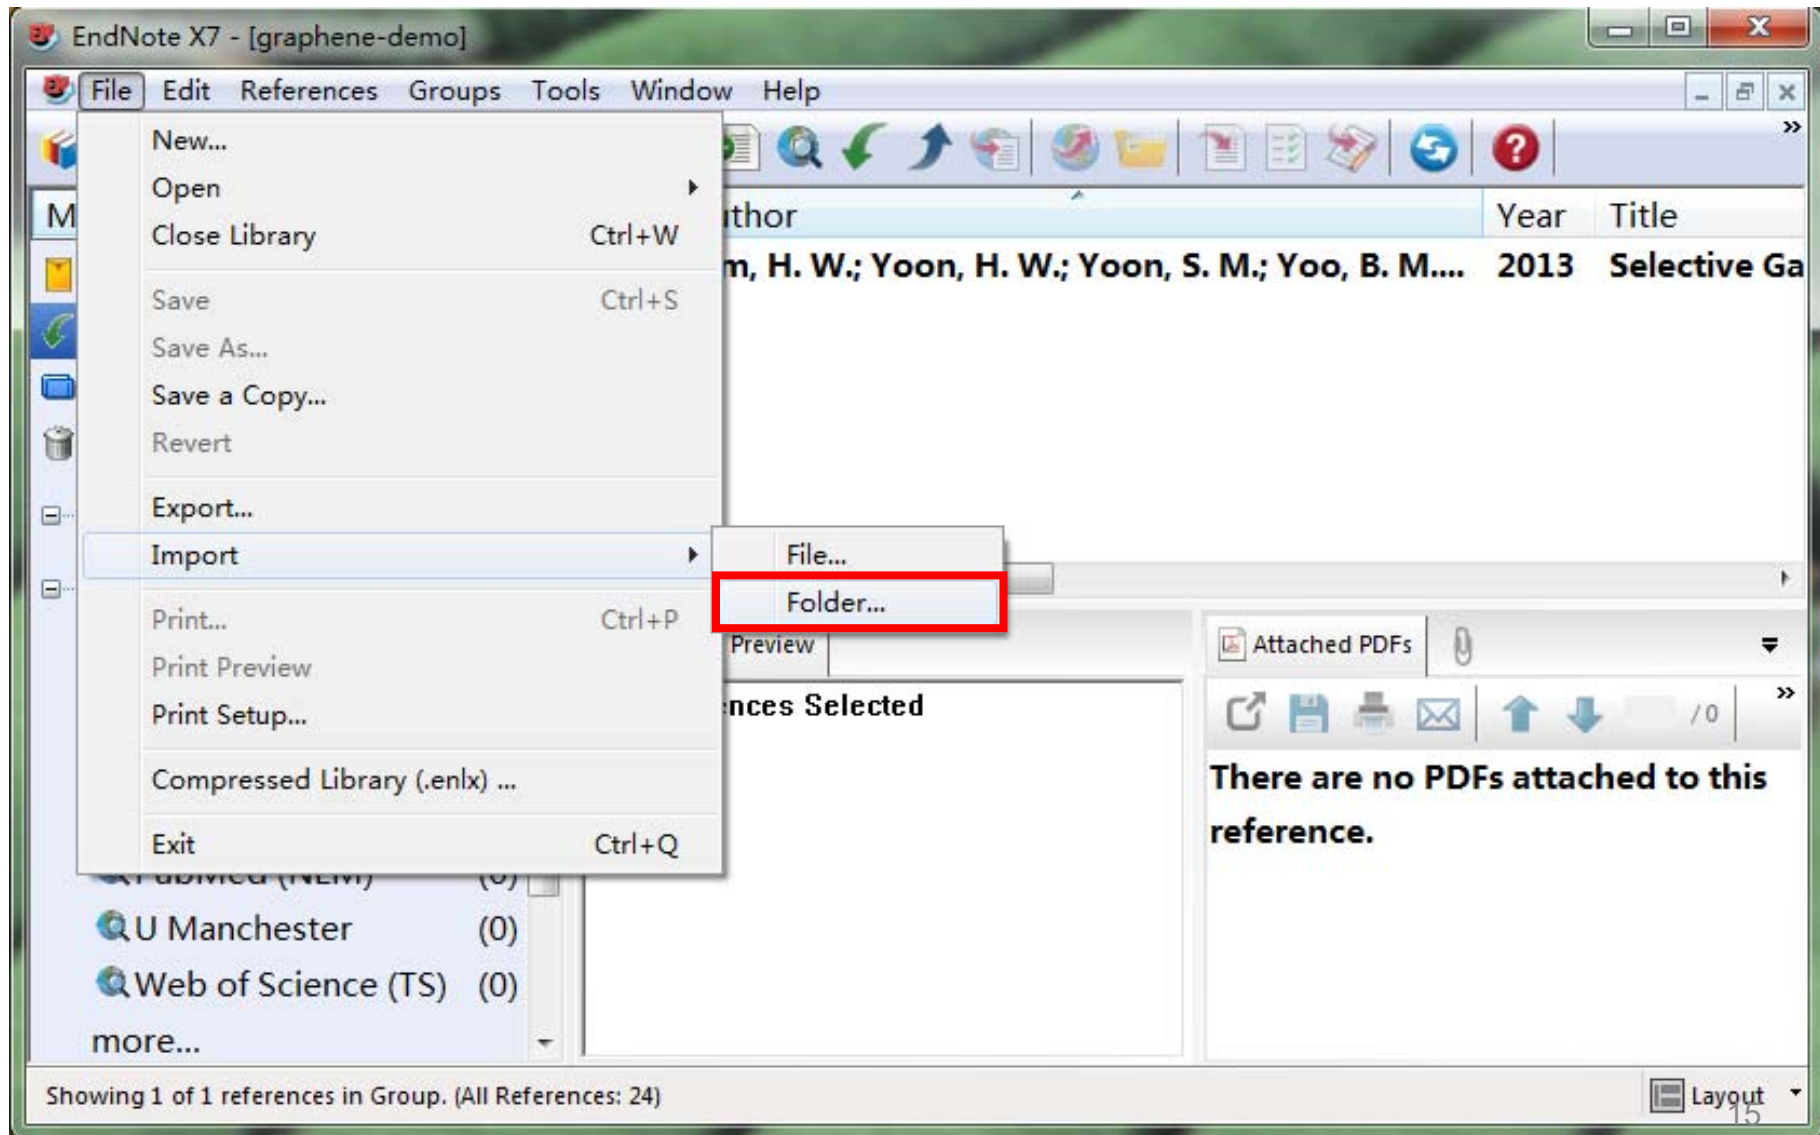 EndNote X7 - [graphene-demo]
File Edit References Groups Tools Window Help
New...
Open
Close Library Ctrl+W
Save Ctrl+S
Save As...
Save a Copy...
Revert
Export...
Import
Print... Ctrl+P
Print Preview
Print Setup...
Compressed Library (.enlx) ...
Exit Ctrl+Q
File...
Folder...
M
thor Year Title
m, H. W.; Yoon, H. W.; Yoon, S. M.; Yoo, B. M.... 2013 Selective Ga
Preview
nces Selected
Attached PDFs
/ 0
There are no PDFs attached to this
reference.
PubMed (NLM) (0)
U Manchester (0)
Web of Science (TS) (0)
more...
Showing 1 of 1 references in Group. (All References: 24)
Layout
15